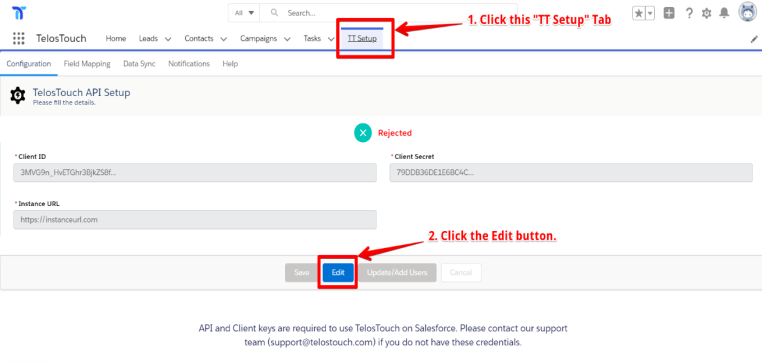 All
Search...
1. Click this "TT Setup" Tab
TelosTouch Home Leads Contacts Campaigns Tasks TT Setup
Configuration Field Mapping Data Sync Notifications Help
TelosTouch API Setup
Please fill the details.
Rejected
*Client ID *Client Secret
3MVG9n_HvETGhr3BjkZS8f... 79DDB36DE1E6BC4C...
*Instance URL
https://instanceurl.com
2. Click the Edit button.
Save Edit Update/Add Users Cancel
API and Client keys are required to use TelosTouch on Salesforce. Please contact our support
team (support@telostouch.com) if you do not have these credentials.